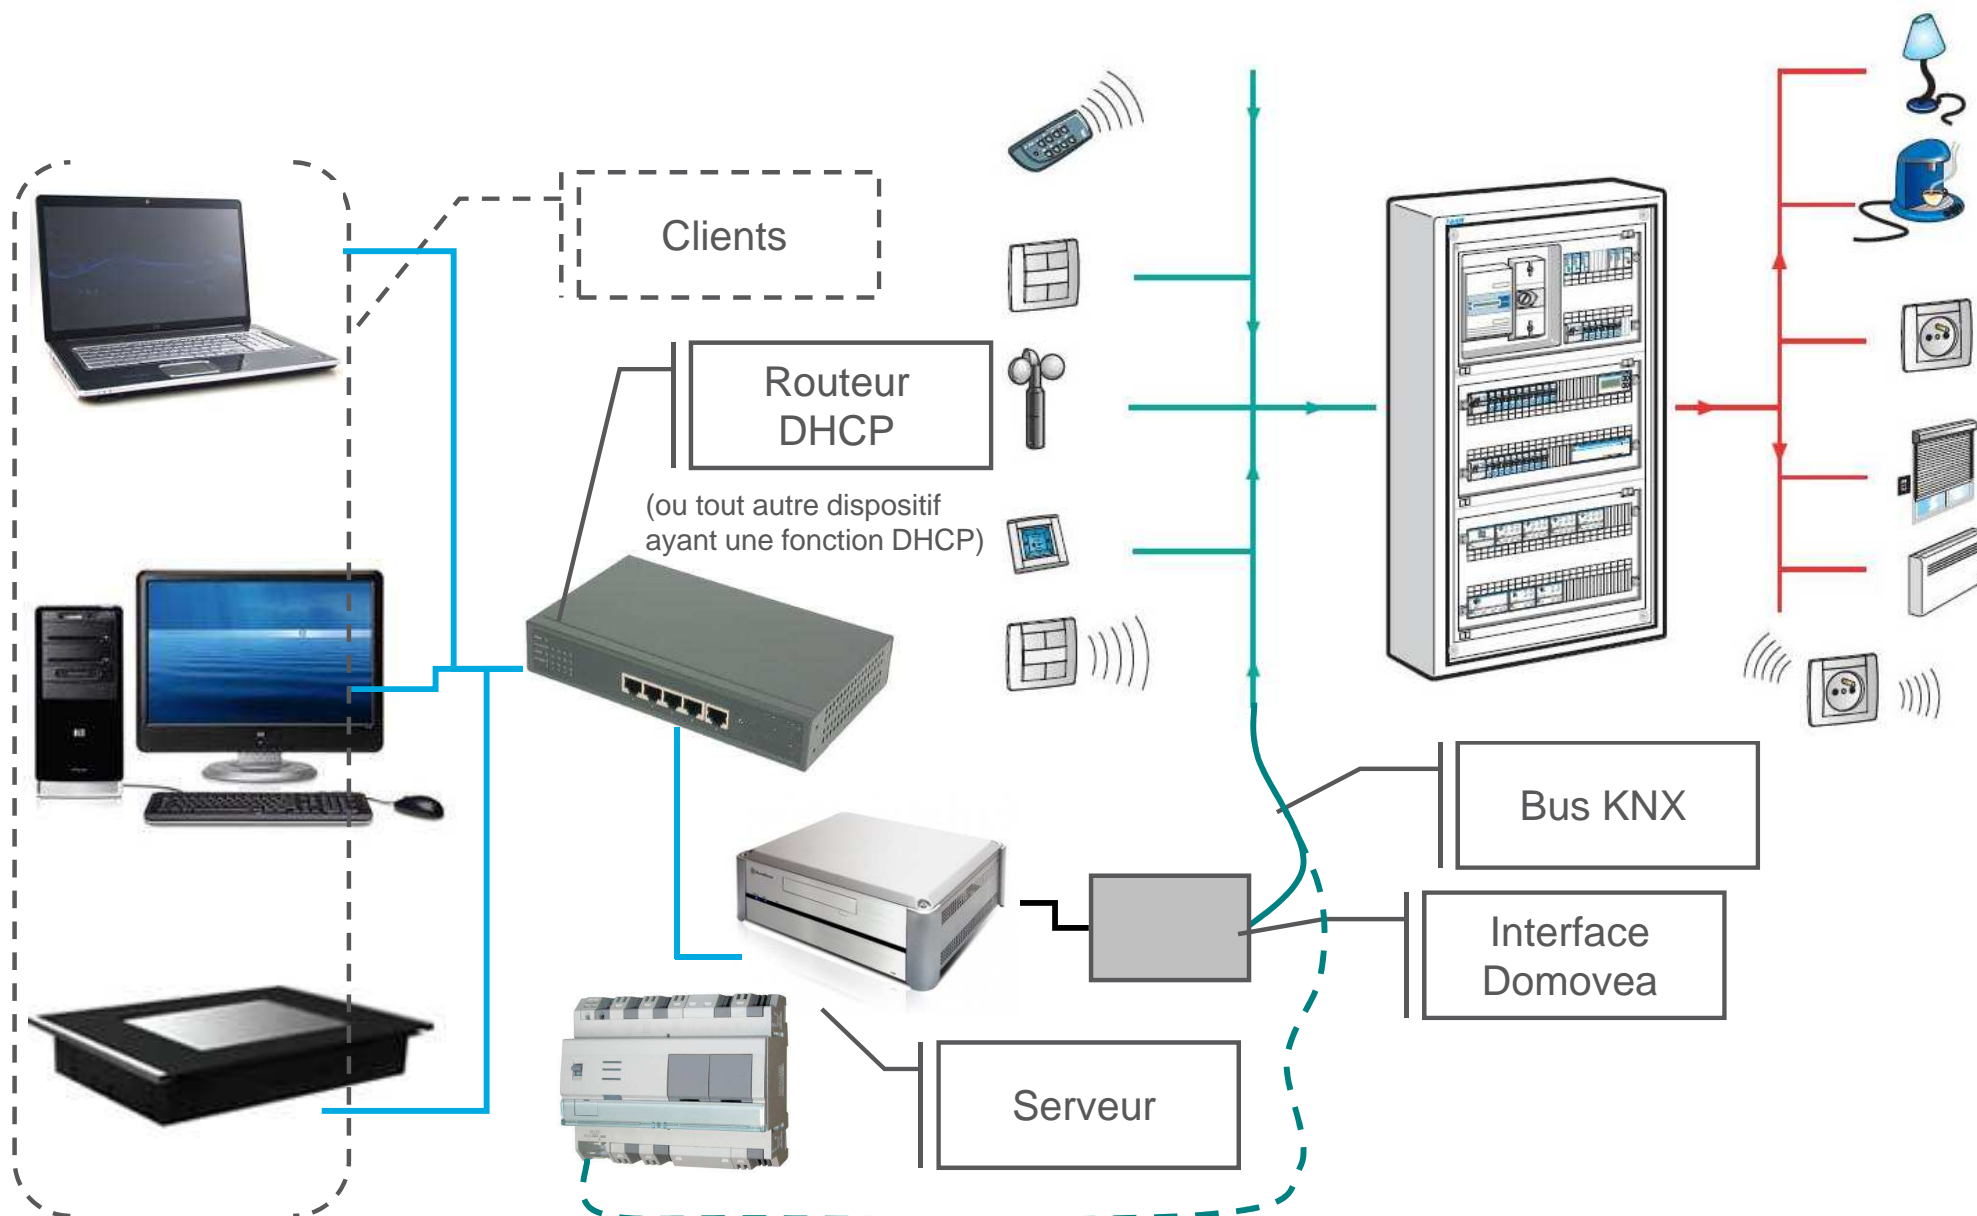 Clients
Routeur
DHCP
(ou tout autre dispositif
ayant une fonction DHCP)
Bus KNX
Interface
Domovea
Serveur